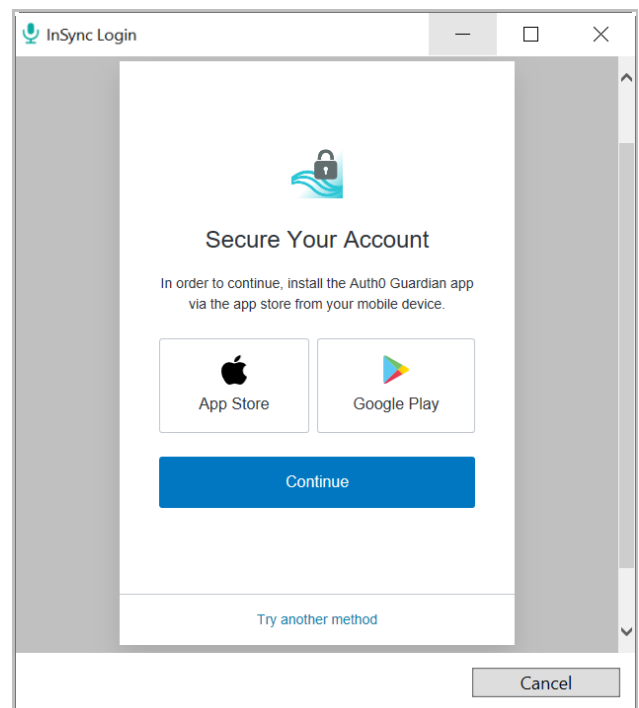 InSync Login
Secure Your Account
In order to continue, install the Auth0 Guardian app
via the app store from your mobile device.
App Store
Google Play
Continue
Try another method
Cancel